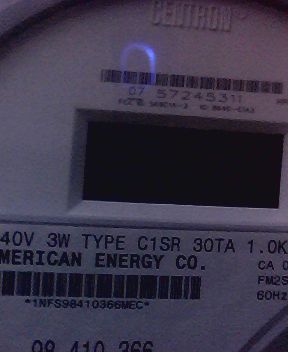 CENTRON
07 57245311
40V 3W TYPE C1SR 30TA 1.0K
MERICAN ENERGY CO.
CA 0
FM2S
60Hz
*1NFS98410366MEC*
98 410 366